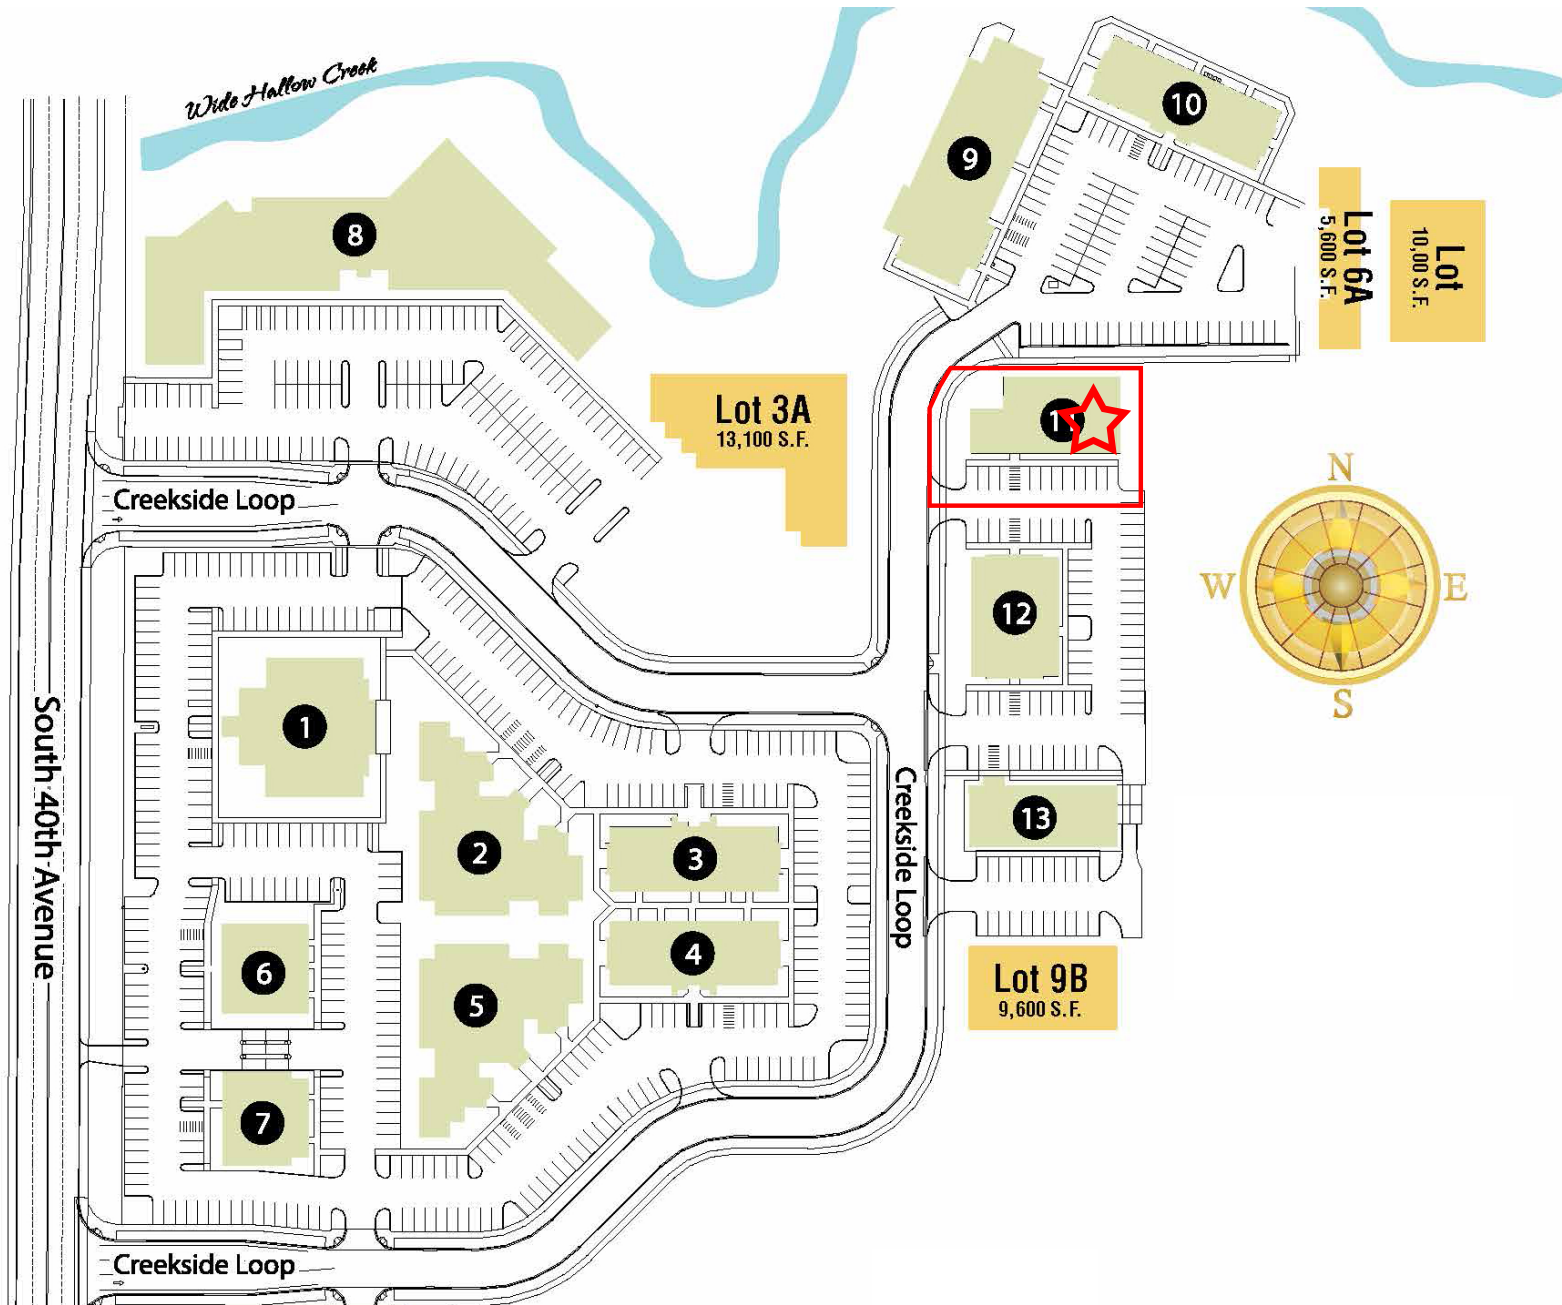 Wide Hallow Creek
10
9
8
Lot 6A
5,600 S.F.
Lot
10,00 S.F.
Lot 3A
13,100 S.F.
11
N
Creekside Loop
W
E
12
S
1
South 40th Avenue
Creekside Loop
13
2
3
4
6
5
Lot 9B
9,600 S.F.
7
Creekside Loop